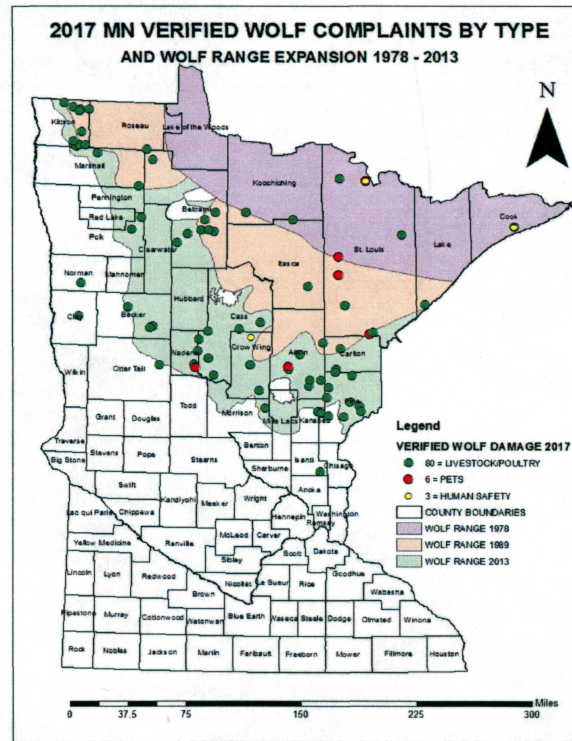 2017 MN VERIFIED WOLF COMPLAINTS BY TYPE
AND WOLF RANGE EXPANSION 1978 - 2013
N
Kittson
Roseau
Lake of the Woods
Marshall
Koochiching
Pennington
Beltrami
Cook
Red Lake
St. Louis
Lake
Polk
Clearwater
Itasca
Norman
Mahnomen
Hubbard
Cass
Clay
Becker
Wadena
Crow Wing
Aitkin
Carlton
Wilkin
Otter Tail
Todd
Morrison
Mille Lacs
Kanabec
Pine
Grant
Douglas
Benton
Traverse
Stevens
Pope
Stearns
Sherburne
Isanti
Chisago
Big Stone
Anoka
Swift
Kandiyohi
Meeker
Wright
Hennepin
Washington
Ramsey
Lac qui Parle
Chippewa
McLeod
Carver
Yellow Medicine
Renville
Scott
Dakota
Sibley
Lincoln
Lyon
Redwood
Nicollet
Le Sueur
Rice
Goodhue
Brown
Wabasha
Pipestone
Murray
Cottonwood
Watonwan
Blue Earth
Waseca
Steele
Dodge
Olmsted
Winona
Rock
Nobles
Jackson
Martin
Faribault
Freeborn
Mower
Fillmore
Houston
Legend
VERIFIED WOLF DAMAGE 2017
80 = LIVESTOCK/POULTRY
6 = PETS
3 = HUMAN SAFETY
COUNTY BOUNDARIES
WOLF RANGE 1978
WOLF RANGE 1989
WOLF RANGE 2013
Miles
0 37.5 75 150 225 300